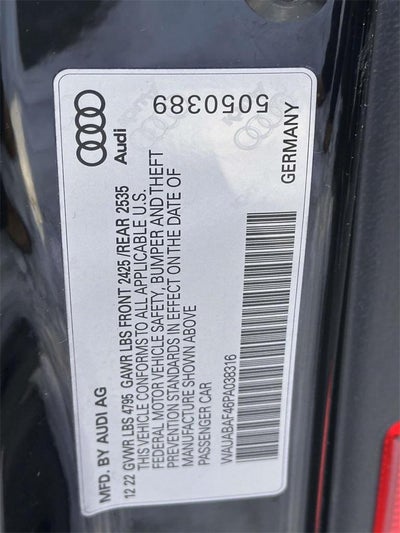 MFD. BY AUDI AG
Audi
12 22 GVWR LBS 4795 GAWR LBS FRONT 2425 /REAR 2535
THIS VEHICLE CONFORMS TO ALL APPLICABLE U.S.
FEDERAL MOTOR VEHICLE SAFETY, BUMPER AND THEFT
PREVENTION STANDARDS IN EFFECT ON THE DATE OF
MANUFACTURE SHOWN ABOVE
PASSENGER CAR
WAUABAF46PA038316
GERMANY
5050389